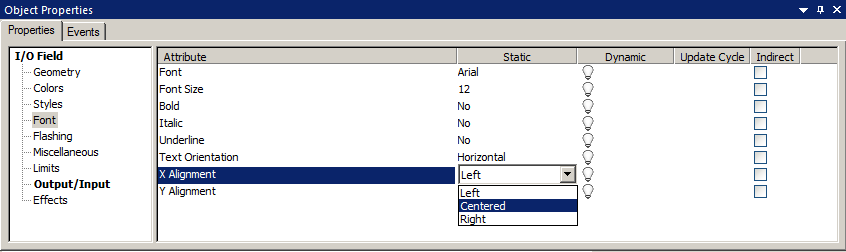 Object Properties
Properties Events
I/O Field
Geometry
Colors
Styles
Font
Flashing
Miscellaneous
Limits
Output/Input
Effects
Attribute Static Dynamic Update Cycle Indirect
Font Arial
Font Size 12
Bold No
Italic No
Underline No
Text Orientation Horizontal
X Alignment Left
Y Alignment Left
Centered
Right